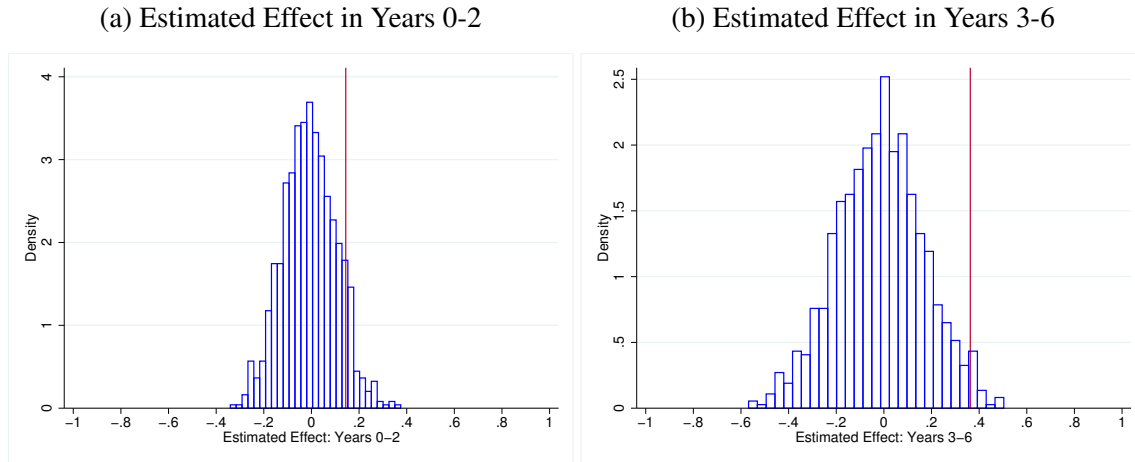 (a) Estimated Effect in Years 0-2
(b) Estimated Effect in Years 3-6
4
3
2
1
0
Density
−1 −.8 −.6 −.4 −.2 0 .2 .4 .6 .8 1
Estimated Effect: Years 0−2
2.5
2
1.5
1
.5
0
Density
−1 −.8 −.6 −.4 −.2 0 .2 .4 .6 .8 1
Estimated Effect: Years 3−6